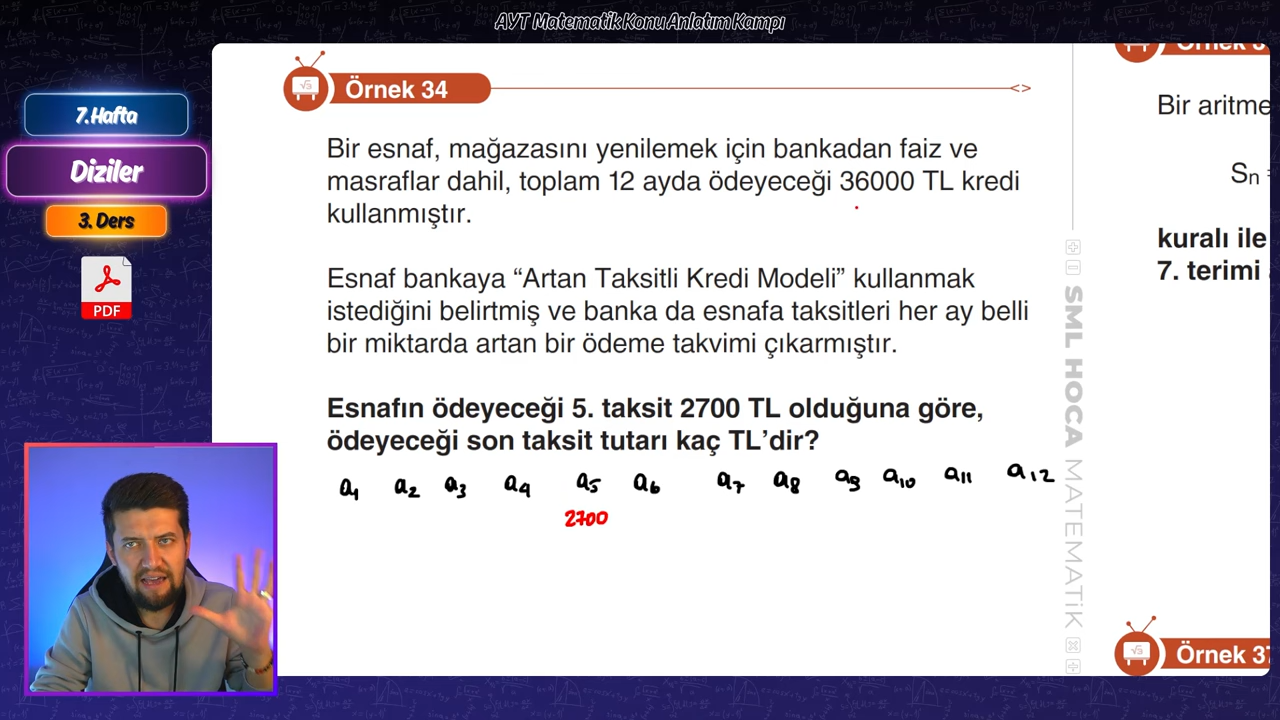 AYT Matematik Konu Anlatım Kampı
7. Hafta
Diziler
3. Ders
PDF
√3
Örnek 34
<>
Bir esnaf, mağazasını yenilemek için bankadan faiz ve
masraflar dahil, toplam 12 ayda ödeyeceği 36000 TL kredi
kullanmıştır.
Esnaf bankaya “Artan Taksitli Kredi Modeli” kullanmak
istediğini belirtmiş ve banka da esnafa taksitleri her ay belli
bir miktarda artan bir ödeme takvimi çıkarmıştır.
Esnafın ödeyeceği 5. taksit 2700 TL olduğuna göre,
ödeyeceği son taksit tutarı kaç TL’dir?
a1 a2 a3 a4 a5 a6 a7 a8 a9 a10 a11 a12
2700
SML HOCA MATEMATİK
Bir aritme
Sn =
kuralı ile
7. terimi
√3
Örnek 37